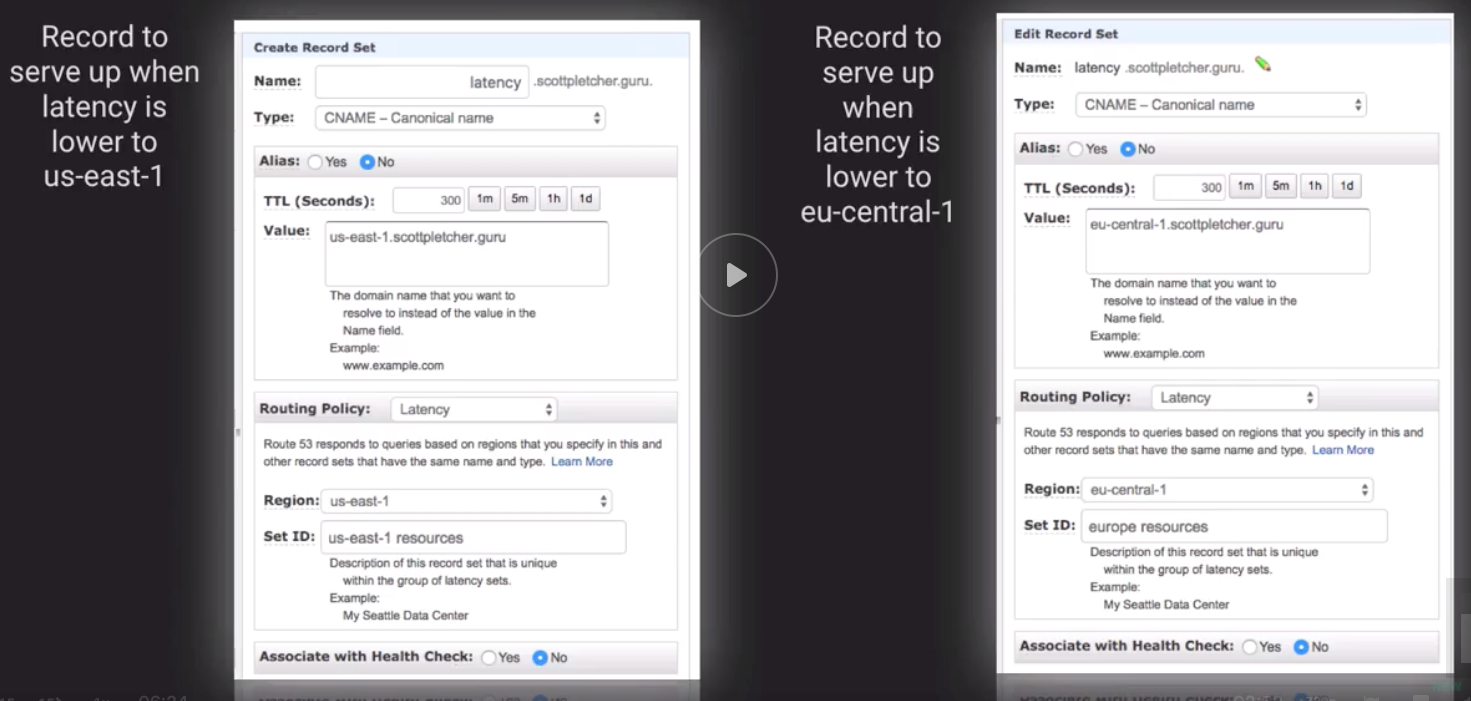 Record to
serve up when
latency is
lower to
us-east-1
Create Record Set
Name: latency .scottpletcher.guru.
Type: CNAME – Canonical name
Alias: Yes No
TTL (Seconds): 300 1m 5m 1h 1d
Value: us-east-1.scottpletcher.guru
The domain name that you want to
resolve to instead of the value in the
Name field.
Example:
www.example.com
Routing Policy: Latency
Route 53 responds to queries based on regions that you specify in this and
other record sets that have the same name and type. Learn More
Region: us-east-1
Set ID: us-east-1 resources
Description of this record set that is unique
within the group of latency sets.
Example:
My Seattle Data Center
Associate with Health Check: Yes No
Record to
serve up
when
latency is
lower to
eu-central-1
Edit Record Set
Name: latency .scottpletcher.guru.
Type: CNAME – Canonical name
Alias: Yes No
TTL (Seconds): 300 1m 5m 1h 1d
Value: eu-central-1.scottpletcher.guru
The domain name that you want to
resolve to instead of the value in the
Name field.
Example:
www.example.com
Routing Policy: Latency
Route 53 responds to queries based on regions that you specify in this and
other record sets that have the same name and type. Learn More
Region: eu-central-1
Set ID: europe resources
Description of this record set that is unique
within the group of latency sets.
Example:
My Seattle Data Center
Associate with Health Check: Yes No